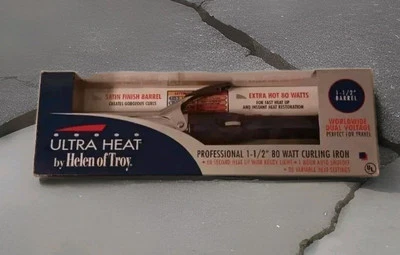 SATIN FINISH BARREL
CREATES GORGEOUS CURLS
EXTRA HOT 80 WATTS
FOR FAST HEAT UP
AND INSTANT HEAT RESTORATION
1-1/2"
BARREL
WORLDWIDE
DUAL VOLTAGE
PERFECT FOR TRAVEL
ULTRA HEAT
by Helen of Troy.
PROFESSIONAL 1-1/2" 80 WATT CURLING IRON